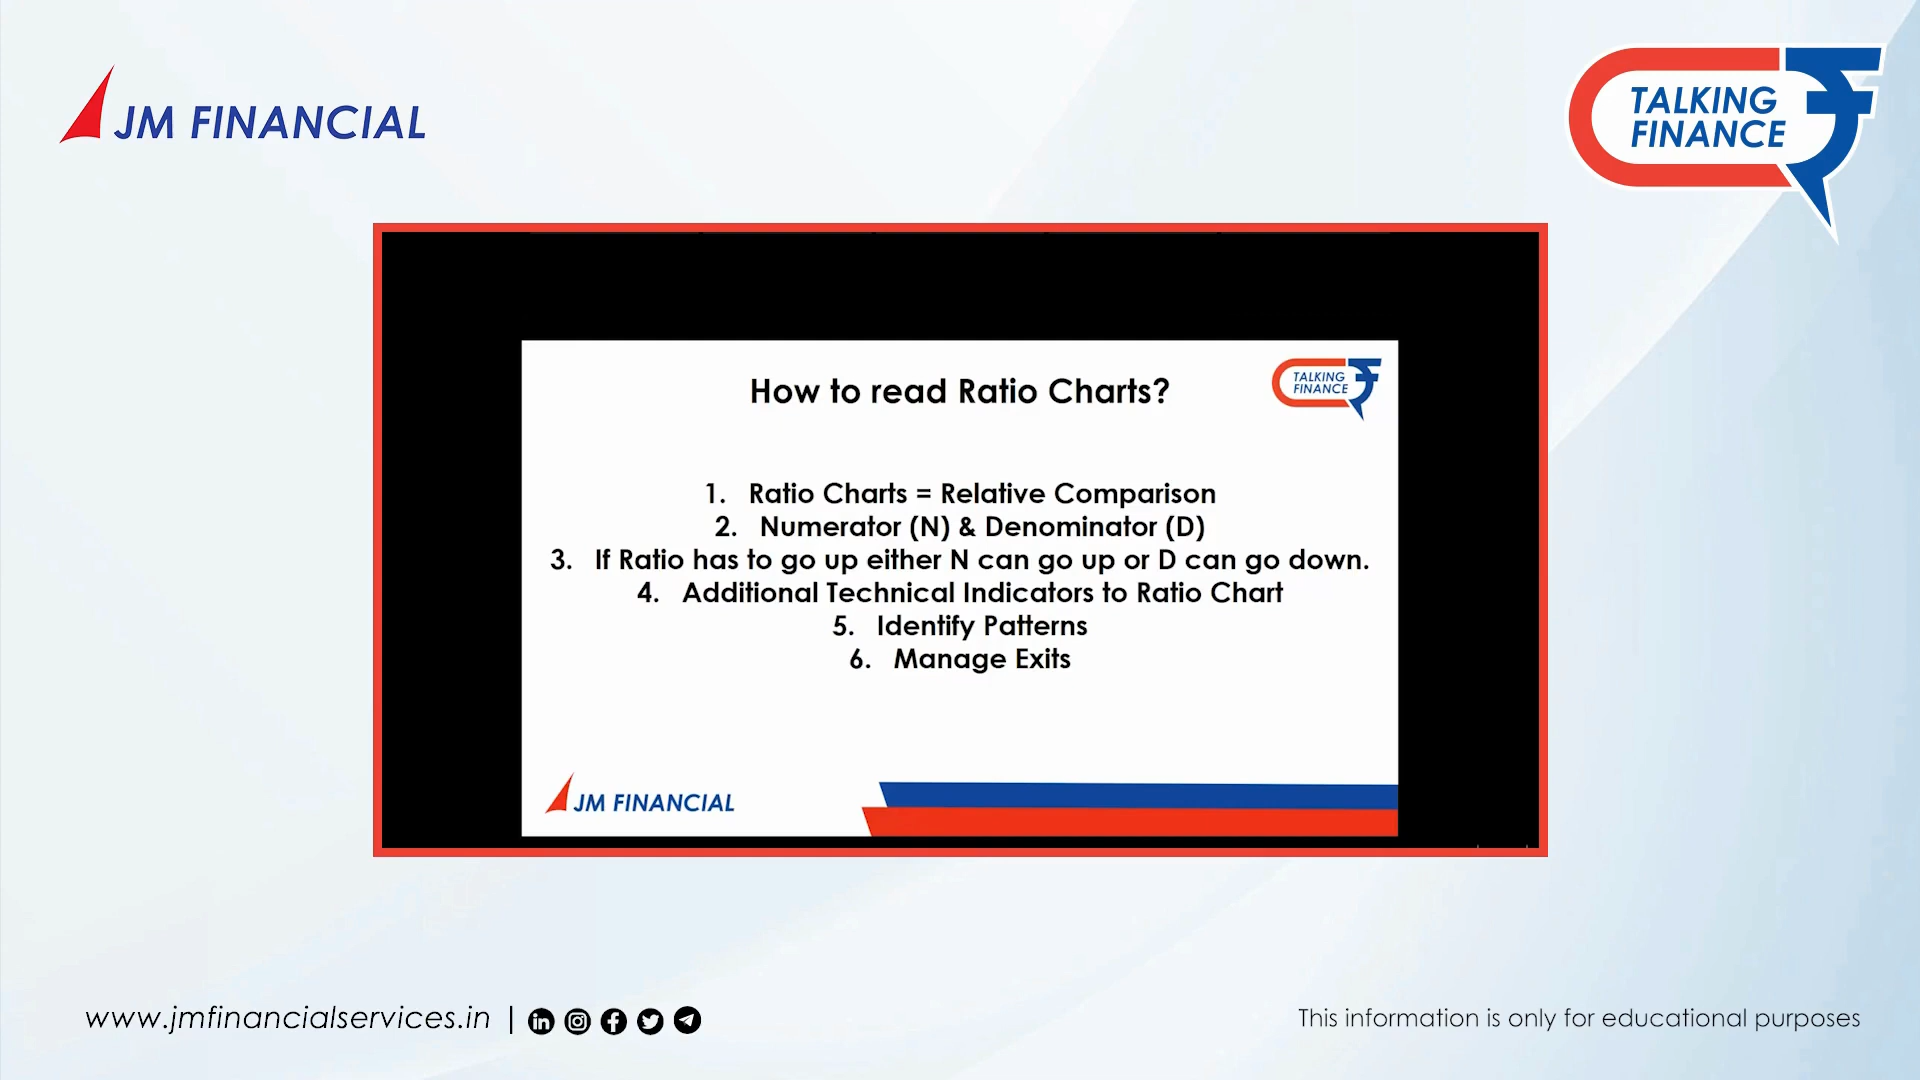 JM FINANCIAL
TALKING
FINANCE
How to read Ratio Charts?
TALKING
FINANCE
1. Ratio Charts = Relative Comparison
2. Numerator (N) & Denominator (D)
3. If Ratio has to go up either N can go up or D can go down.
4. Additional Technical Indicators to Ratio Chart
5. Identify Patterns
6. Manage Exits
JM FINANCIAL
www.jmfinancialservices.in |
This information is only for educational purposes